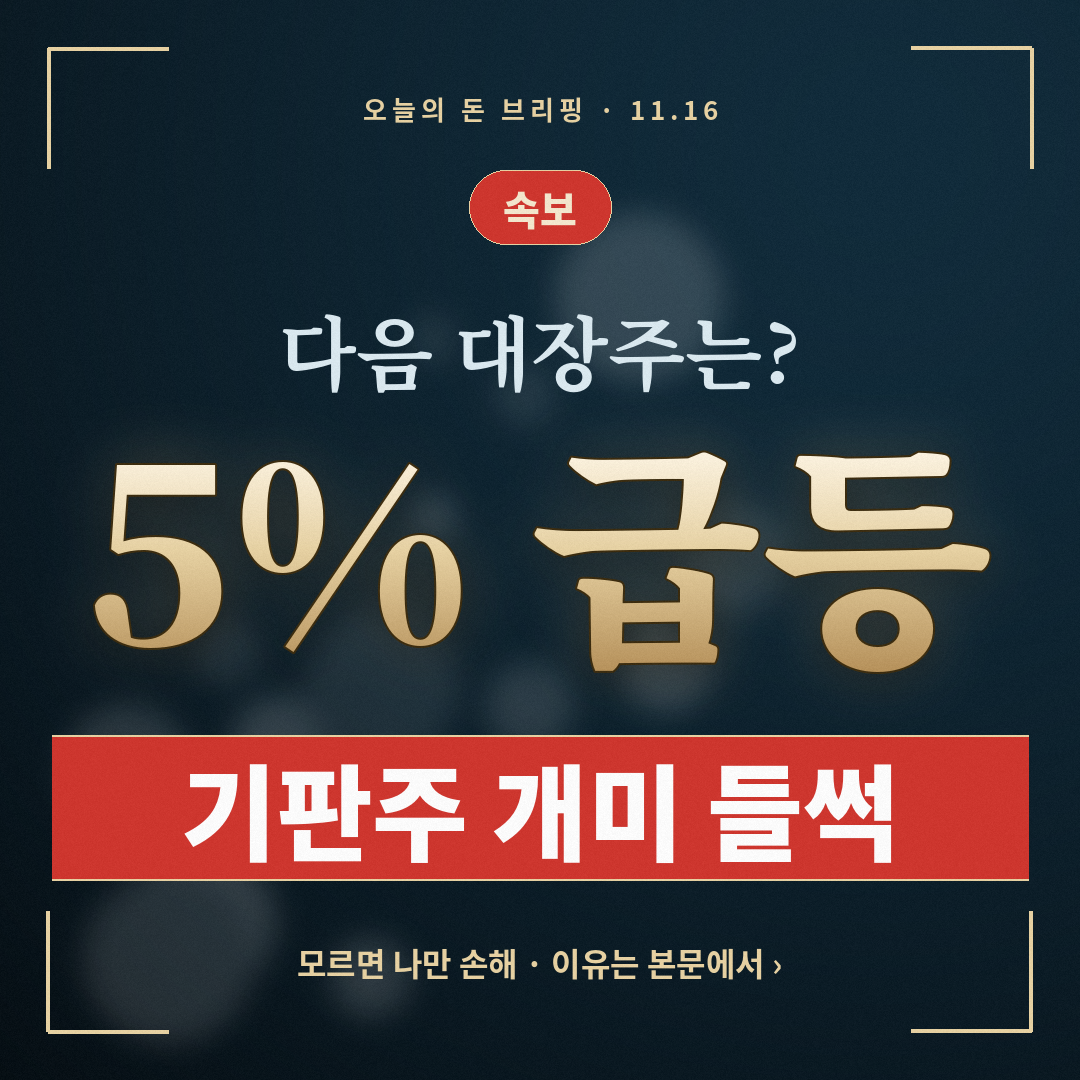 오늘의 돈 브리핑 · 11.16
속보
다음 대장주는?
5% 급등
기판주 개미 들썩
모르면 나만 손해 · 이유는 본문에서 ›